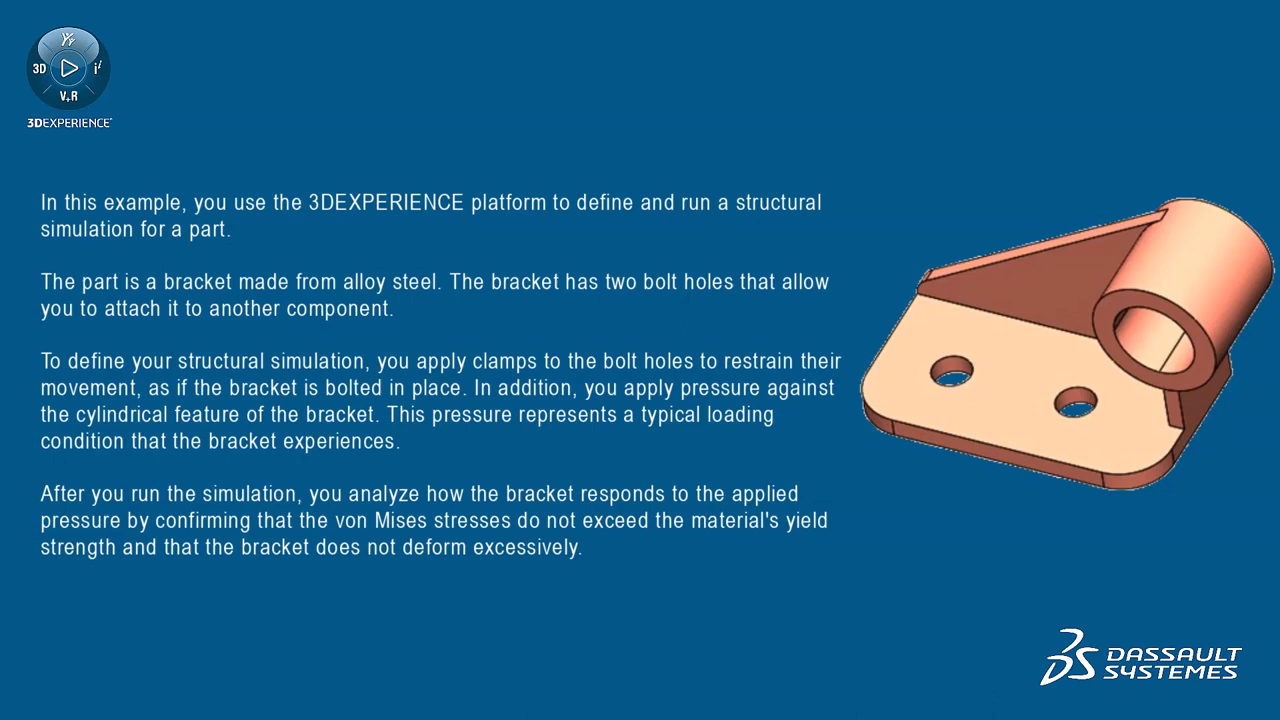 3D
i
V+R
3DEXPERIENCE
In this example, you use the 3DEXPERIENCE platform to define and run a structural
simulation for a part.
The part is a bracket made from alloy steel. The bracket has two bolt holes that allow
you to attach it to another component.
To define your structural simulation, you apply clamps to the bolt holes to restrain their
movement, as if the bracket is bolted in place. In addition, you apply pressure against
the cylindrical feature of the bracket. This pressure represents a typical loading
condition that the bracket experiences.
After you run the simulation, you analyze how the bracket responds to the applied
pressure by confirming that the von Mises stresses do not exceed the material's yield
strength and that the bracket does not deform excessively.
DASSAULT
SYSTEMES